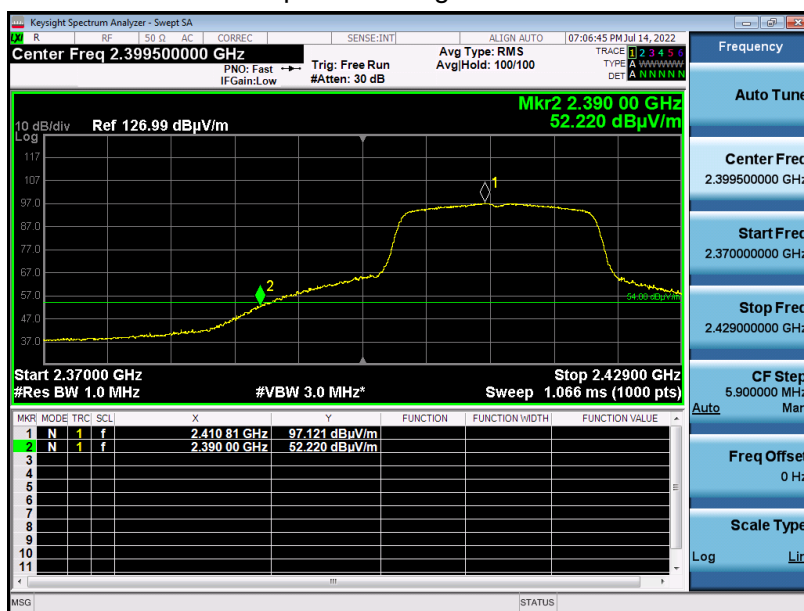 Keysight Spectrum Analyzer - Swept SA
LXI R RF 50 Ω AC CORREC SENSE:INT ALIGN AUTO 07:06:45 PM Jul 14, 2022
Center Freq 2.399500000 GHz
PNO: Fast
IFGain:Low
Trig: Free Run
#Atten: 30 dB
Avg Type: RMS
Avg|Hold: 100/100
TRACE 1 2 3 4 5 6
TYPE A WWWWW
DET A N N N N N
Mkr2 2.390 00 GHz
52.220 dBµV/m
10 dB/div Ref 126.99 dBµV/m
Log
117
107
97.0
87.0
77.0
67.0
57.0
47.0
37.0
1
2
54.00 dBµV/m
Start 2.37000 GHz Stop 2.42900 GHz
#Res BW 1.0 MHz #VBW 3.0 MHz* Sweep 1.066 ms (1000 pts)
MKR MODE TRC SCL X Y FUNCTION FUNCTION WIDTH FUNCTION VALUE
1 N 1 f 2.410 81 GHz 97.121 dBµV/m
2 N 1 f 2.390 00 GHz 52.220 dBµV/m
3
4
5
6
7
8
9
10
11
MSG STATUS
Frequency
Auto Tune
Center Freq
2.399500000 GHz
Start Freq
2.370000000 GHz
Stop Freq
2.429000000 GHz
CF Step
5.900000 MHz
Auto Man
Freq Offset
0 Hz
Scale Type
Log Lin